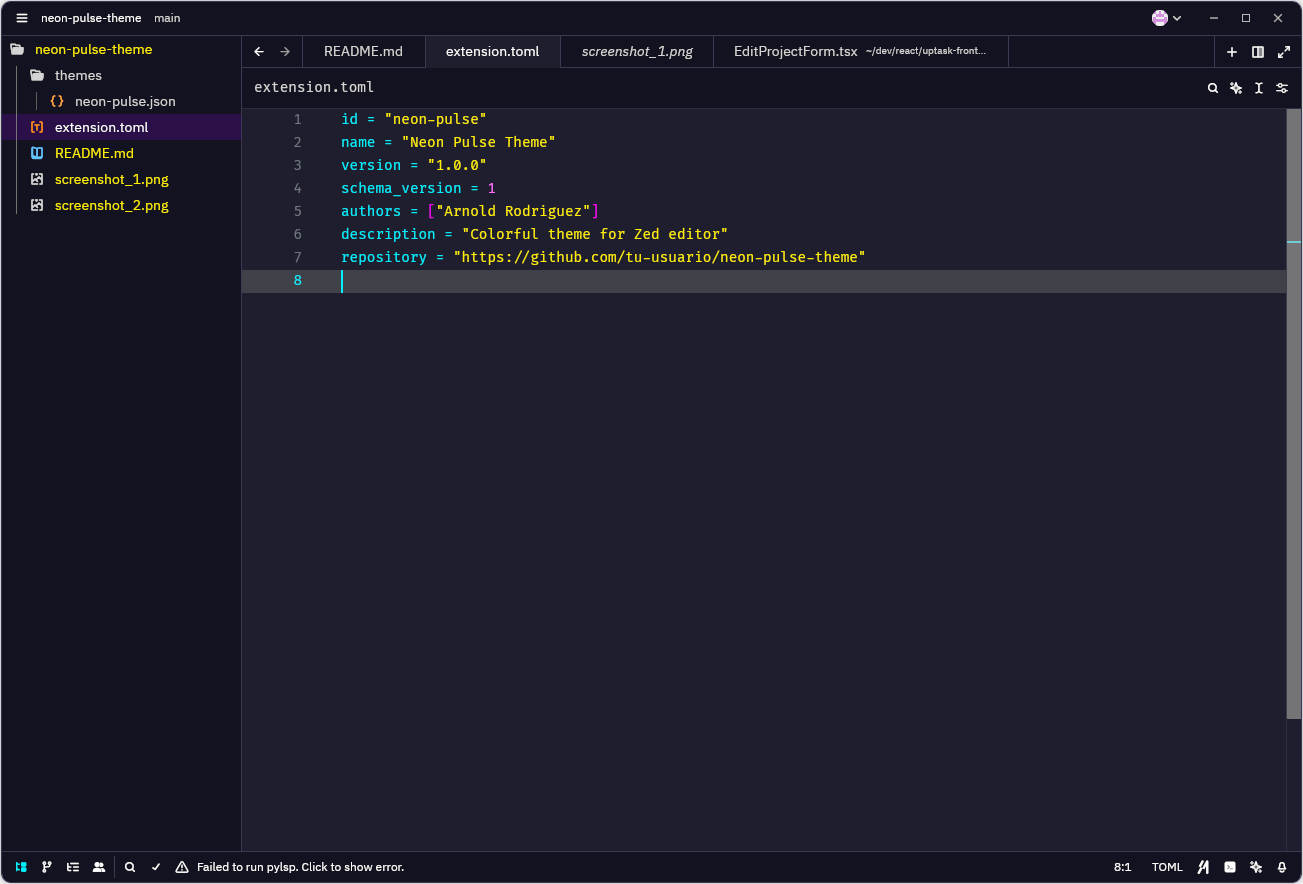 neon-pulse-theme main
neon-pulse-theme
themes
{} neon-pulse.json
extension.toml
README.md
screenshot_1.png
screenshot_2.png
README.md extension.toml screenshot_1.png EditProjectForm.tsx ~/dev/react/uptask-front...
extension.toml
1 id = "neon-pulse"
2 name = "Neon Pulse Theme"
3 version = "1.0.0"
4 schema_version = 1
5 authors = ["Arnold Rodriguez"]
6 description = "Colorful theme for Zed editor"
7 repository = "https://github.com/tu-usuario/neon-pulse-theme"
8
Failed to run pylsp. Click to show error. 8:1 TOML